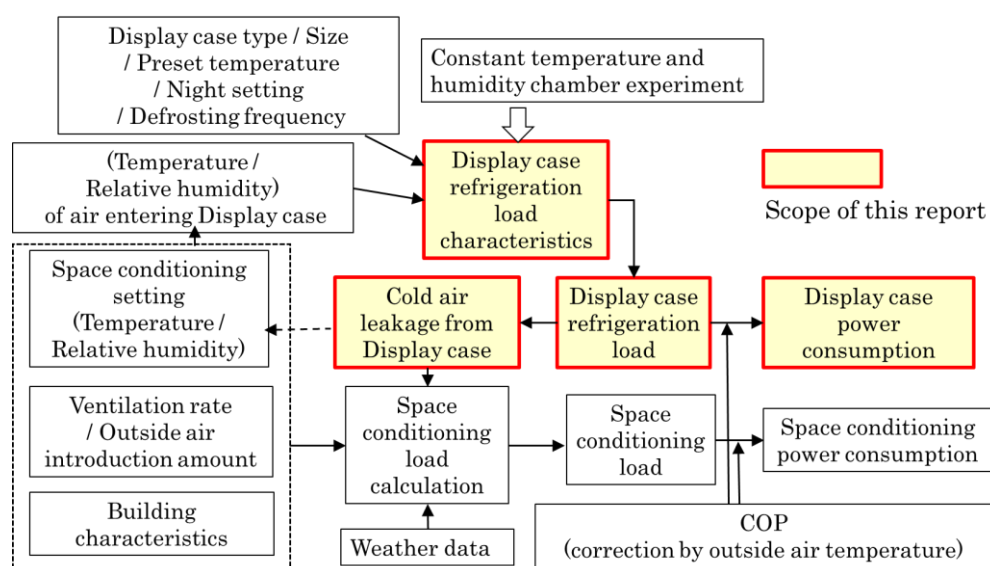 Display case type / Size
/ Preset temperature
/ Night setting
/ Defrosting frequency
Constant temperature and
humidity chamber experiment
(Temperature /
Relative humidity)
of air entering Display case
Display case
refrigeration
load
characteristics
Scope of this report
Space conditioning
setting
(Temperature /
Relative humidity)
Cold air
leakage from
Display case
Display case
refrigeration
load
Display case
power
consumption
Ventilation rate
/ Outside air
introduction amount
Space
conditioning
load
calculation
Space
conditioning
load
Space conditioning
power consumption
Building
characteristics
Weather data
COP
(correction by outside air temperature)